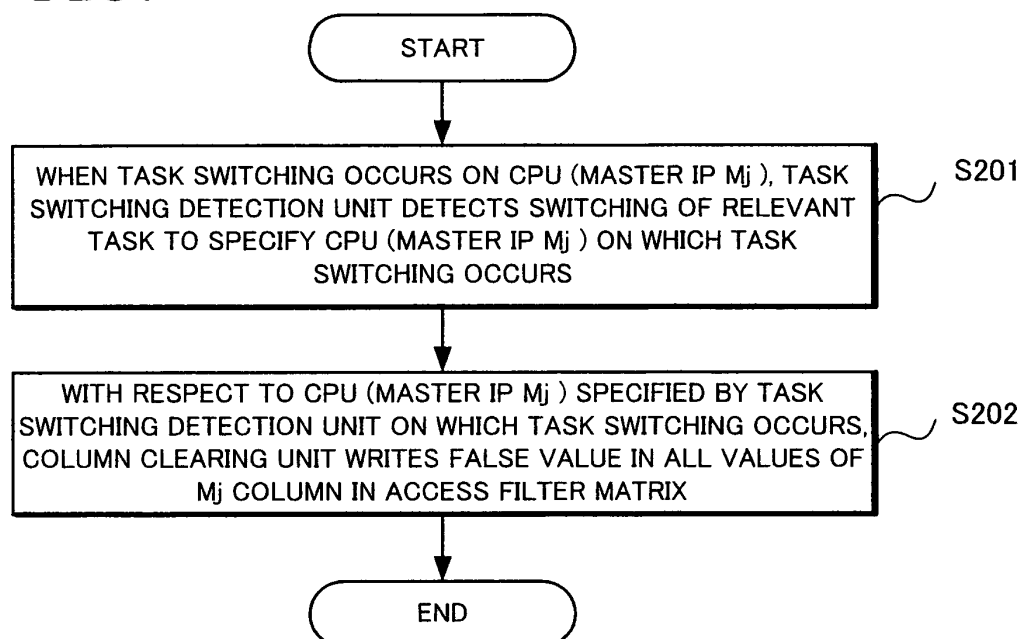 START
WHEN TASK SWITCHING OCCURS ON CPU (MASTER IP Mj ), TASK
SWITCHING DETECTION UNIT DETECTS SWITCHING OF RELEVANT
TASK TO SPECIFY CPU (MASTER IP Mj ) ON WHICH TASK
SWITCHING OCCURS
S201
WITH RESPECT TO CPU (MASTER IP Mj ) SPECIFIED BY TASK
SWITCHING DETECTION UNIT ON WHICH TASK SWITCHING OCCURS,
COLUMN CLEARING UNIT WRITES FALSE VALUE IN ALL VALUES OF
Mj COLUMN IN ACCESS FILTER MATRIX
S202
END